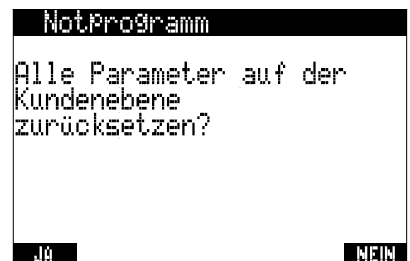 Notprogramm
Alle Parameter auf der
Kundenebene
zurücksetzen?
JA NEIN